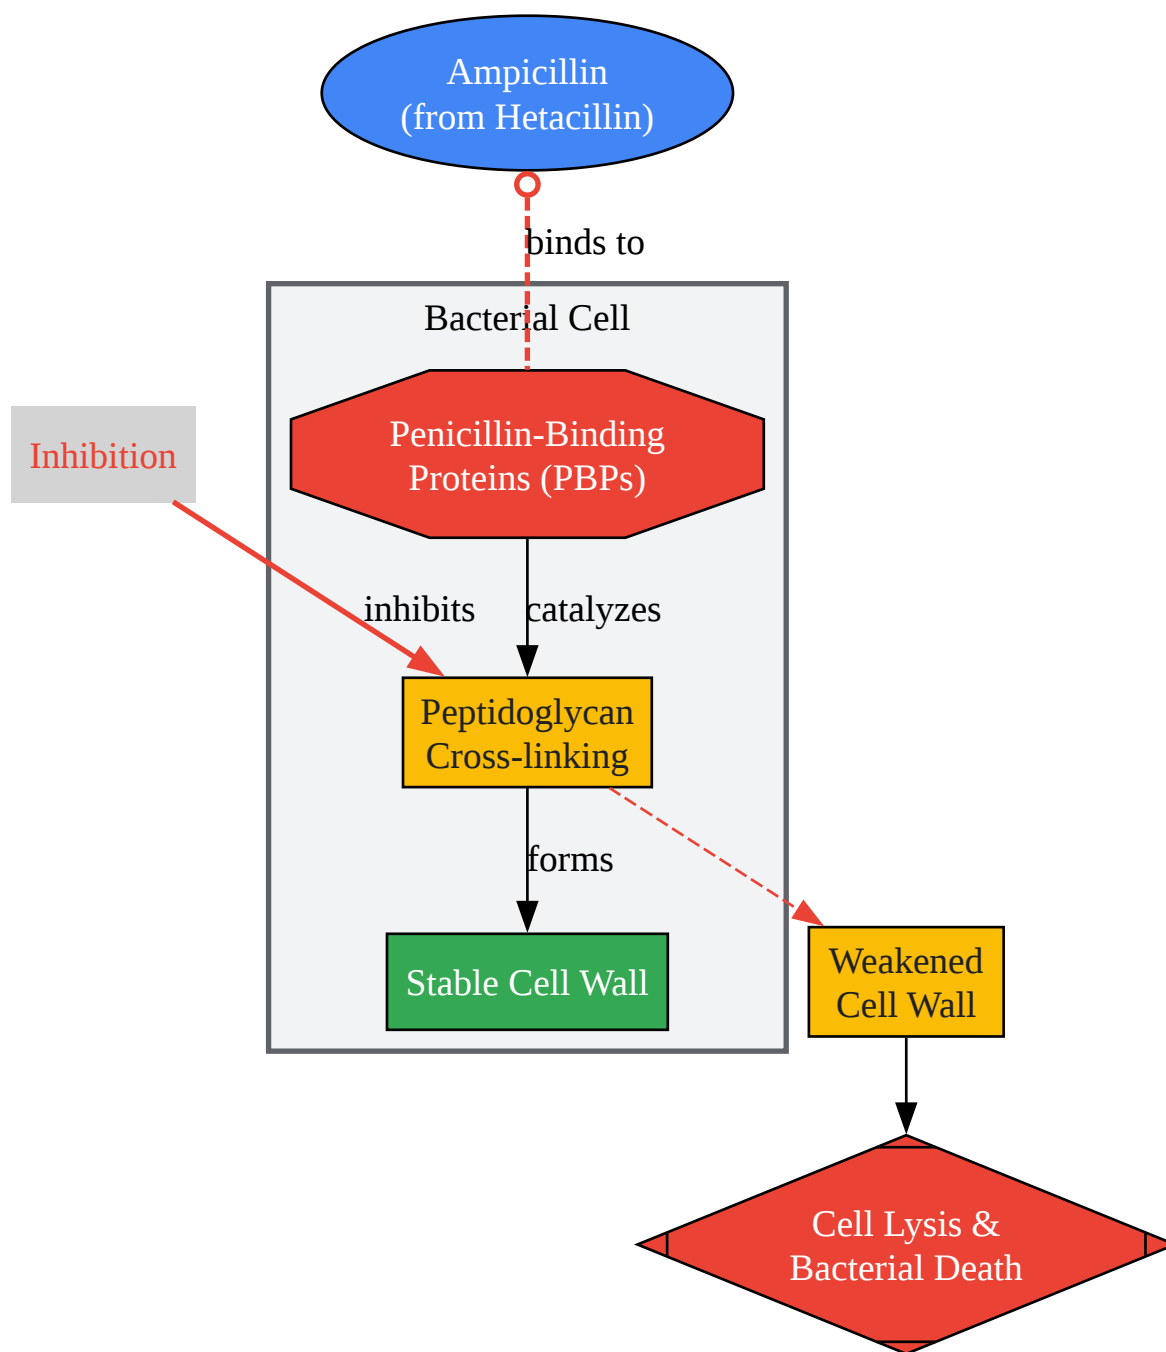 Ampicillin
(from Hetacillin)
binds to
Bacterial Cell
Penicillin-Binding
Proteins (PBPs)
Inhibition
inhibits
catalyzes
Peptidoglycan
Cross-linking
forms
Stable Cell Wall
Weakened
Cell Wall
Cell Lysis &
Bacterial Death